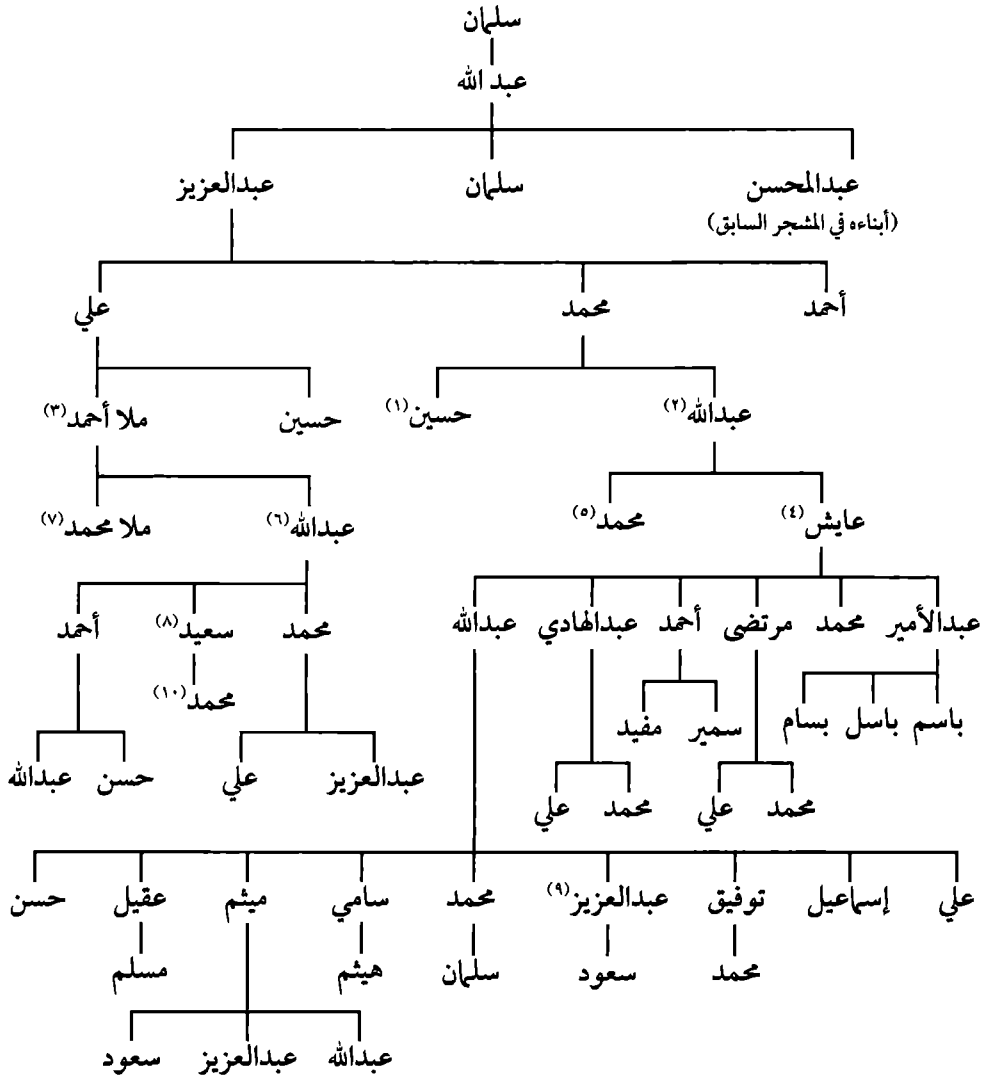 سلمان
عبد الله
عبدالمحسن سلمان عبدالعزيز
(أبناءه في المشجر السابق)
أحمد محمد علي
عبدالله (٢) حسين (١) حسين ملا أحمد (٣)
عايش (٤) محمد (٥) عبدالله (٦) ملا محمد (٧)
عبدالأمير محمد مرتضى أحمد عبدالهادي عبدالله محمد سعيد (٨) أحمد
محمد (١٠)
باسم باسل بسام سمير مفيد
محمد علي محمد علي عبدالعزيز علي حسن عبدالله
علي إسماعيل توفيق عبدالعزيز (٩) محمد سامي ميثم عقيل حسن
محمد سعود سلمان هيثم مسلم
عبدالله عبدالعزيز سعود